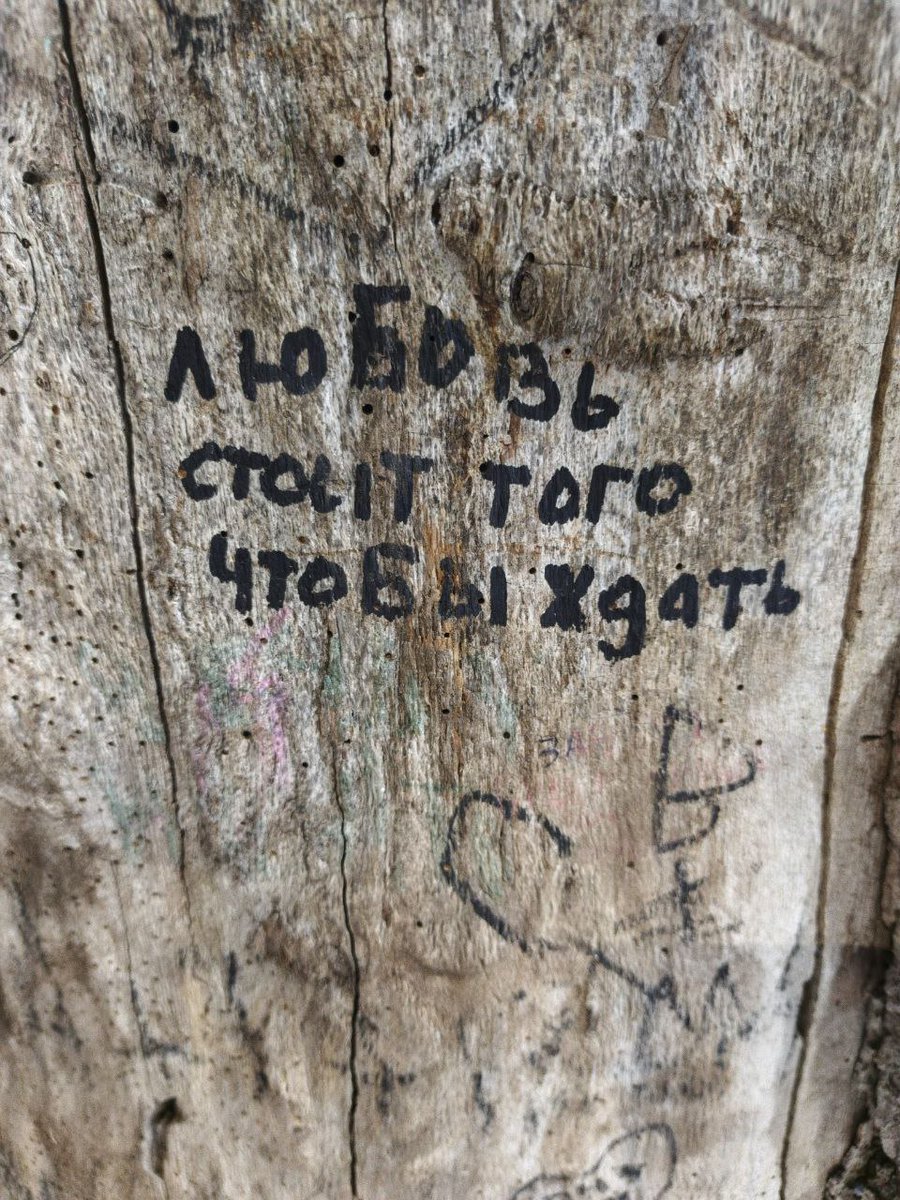 любовь
стоит того
чтобы ждать